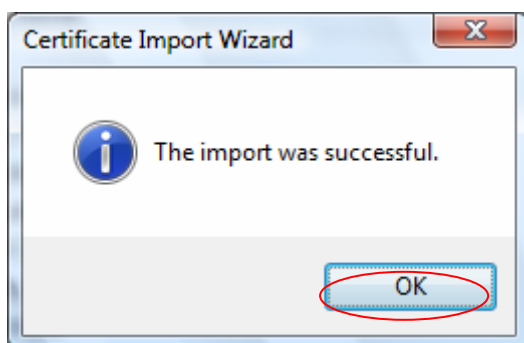 Certificate Import Wizard
The import was successful.
OK